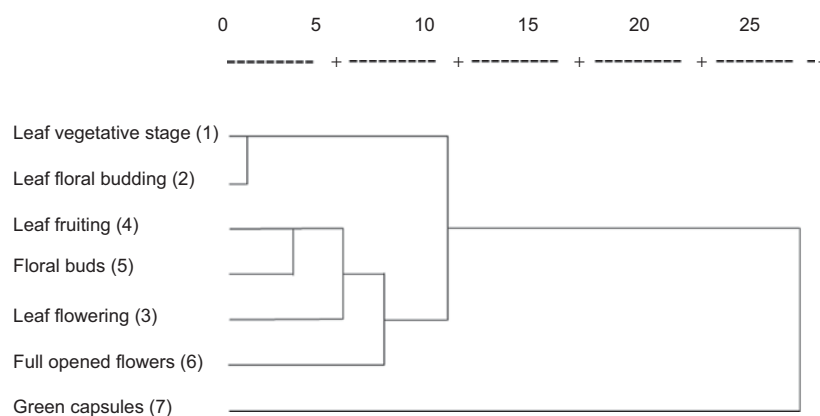 0 5 10 15 20 25
--------- + --------- + --------- + --------- + --------- --
Leaf vegetative stage (1)
Leaf floral budding (2)
Leaf fruiting (4)
Floral buds (5)
Leaf flowering (3)
Full opened flowers (6)
Green capsules (7)